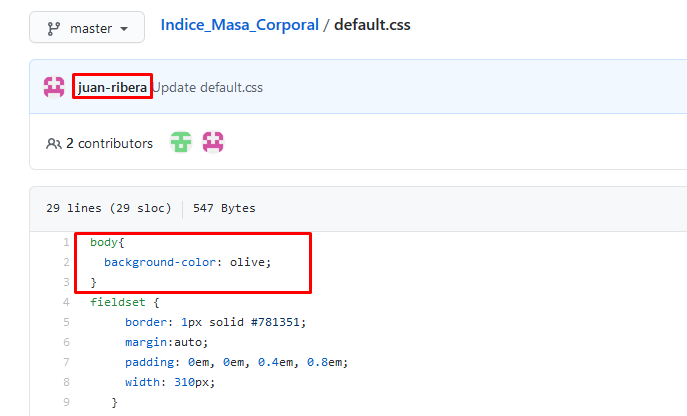 master Indice_Masa_Corporal / default.css
juan-ribera Update default.css
2 contributors
29 lines (29 sloc) 547 Bytes
1 body{
2 background-color: olive;
3 }
4 fieldset {
5 border: 1px solid #781351;
6 margin:auto;
7 padding: 0em, 0em, 0.4em, 0.8em;
8 width: 310px;
9 }